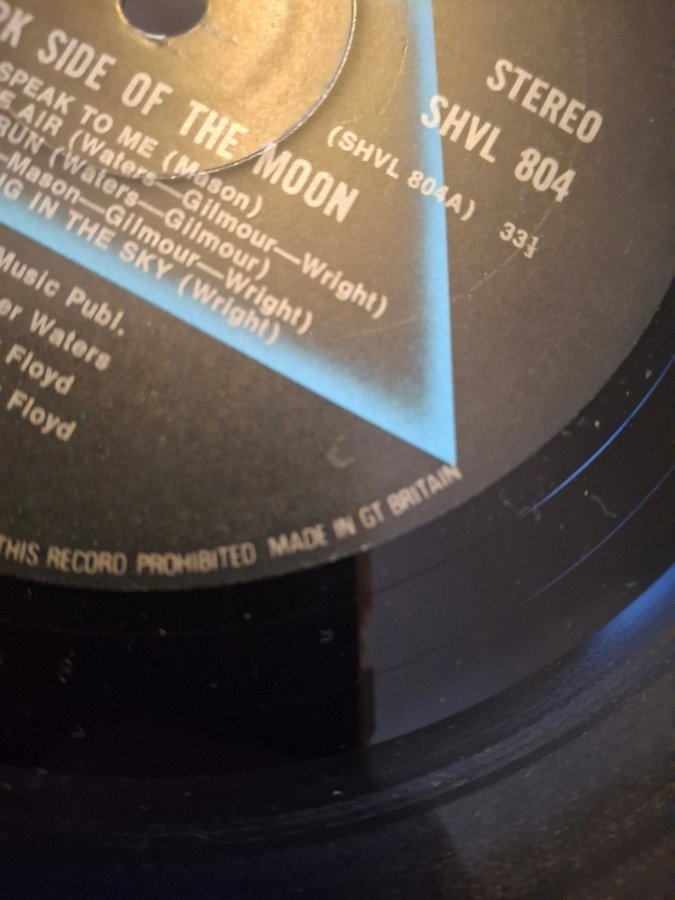 RK SIDE OF THE MOON
SPEAK TO ME (Mason)
E AIR (Waters—Gilmour—Wright)
RUN (Waters—Gilmour)
—Mason—Gilmour—Wright)
G IN THE SKY (Wright)
STEREO
SHVL 804
(SHVL 804A)
33⅓
Music Publ.
er Waters
Floyd
Floyd
THIS RECORD PROHIBITED MADE IN GT BRITAIN